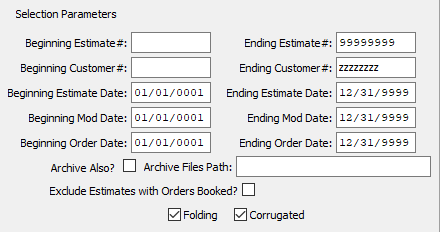 Selection Parameters
Beginning Estimate#: Ending Estimate#: 99999999
Beginning Customer#: Ending Customer#: zzzzzzzz
Beginning Estimate Date: 01/01/0001 Ending Estimate Date: 12/31/9999
Beginning Mod Date: 01/01/0001 Ending Mod Date: 12/31/9999
Beginning Order Date: 01/01/0001 Ending Order Date: 12/31/9999
Archive Also? Archive Files Path:
Exclude Estimates with Orders Booked?
Folding Corrugated